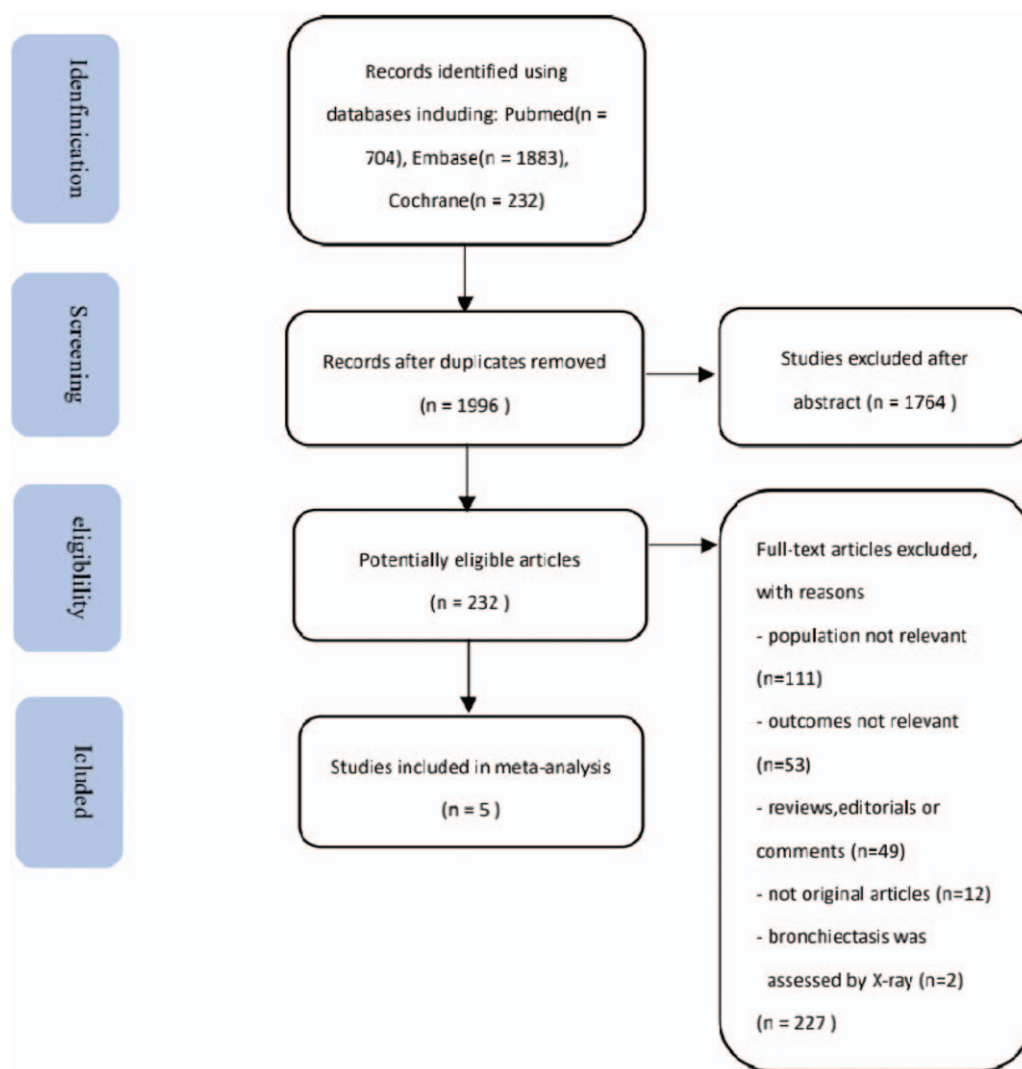 Idenfinication
Records identified using
databases including: Pubmed(n =
704), Embase(n = 1883),
Cochrane(n = 232)
Screening
Records after duplicates removed
(n = 1996 )
Studies excluded after
abstract (n = 1764 )
eligiblility
Potentially eligible articles
(n = 232 )
Full-text articles excluded,
with reasons
- population not relevant
(n=111)
- outcomes not relevant
(n=53)
- reviews,editorials or
comments (n=49)
- not original articles (n=12)
- bronchiectasis was
assessed by X-ray (n=2)
(n = 227 )
Icluded
Studies included in meta-analysis
(n = 5 )